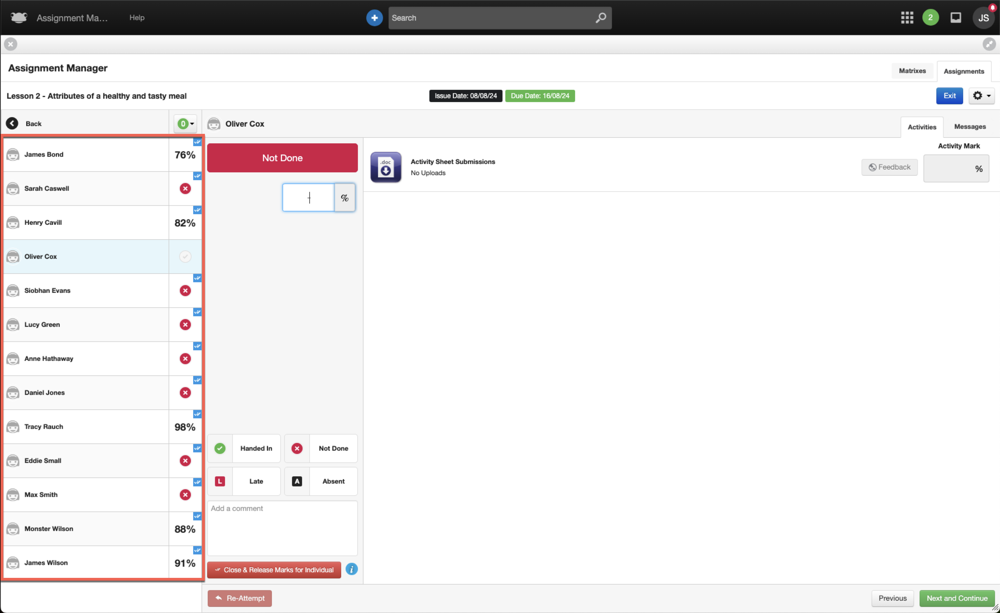 Assignment Ma...
Help
Search
2
JS
Assignment Manager
Matrixes
Assignments
Lesson 2 - Attributes of a healthy and tasty meal
Issue Date: 08/08/24
Due Date: 16/08/24
Exit
Back
0
Oliver Cox
Activities
Messages
James Bond
76%
Sarah Caswell
Henry Cavill
82%
Oliver Cox
Siobhan Evans
Lucy Green
Anne Hathaway
Daniel Jones
Tracy Rauch
98%
Eddie Small
Max Smith
Monster Wilson
88%
James Wilson
91%
Not Done
%
Handed In
Not Done
L
Late
A
Absent
Add a comment
Close & Release Marks for Individual
i
.doc
Activity Sheet Submissions
No Uploads
Activity Mark
Feedback
%
Re-Attempt
Previous
Next and Continue